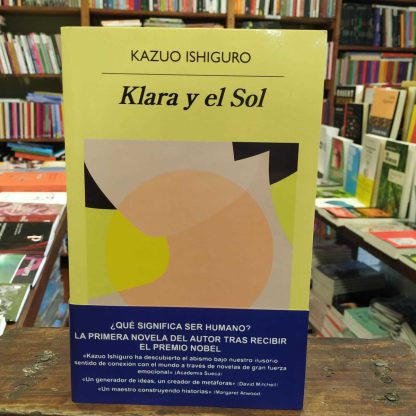 KAZUO ISHIGURO
Klara y el Sol
¿QUÉ SIGNIFICA SER HUMANO?
LA PRIMERA NOVELA DEL AUTOR TRAS RECIBIR
EL PREMIO NOBEL
«Kazuo Ishiguro ha descubierto el abismo bajo nuestro ilusorio
sentido de conexión con el mundo a través de novelas de gran fuerza
emocional» (Academia Sueca)
«Un generador de ideas, un creador de metáforas» (David Mitchell)
«Un maestro construyendo historias» (Margaret Atwood)